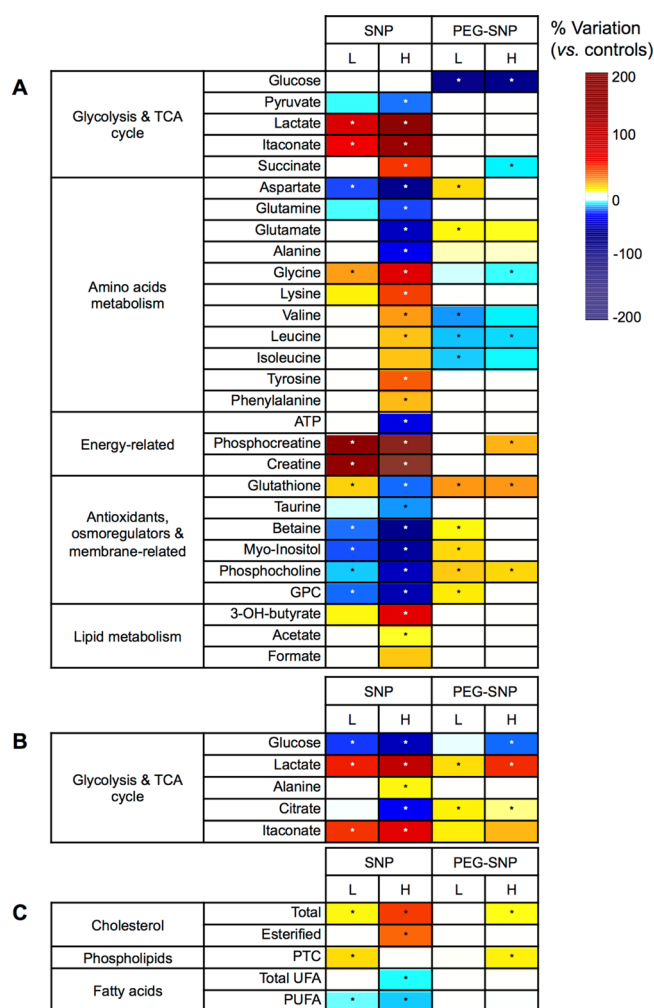 SNP PEG-SNP % Variation
(vs. controls)
L H L H
A
Glycolysis & TCA
cycle
Glucose * *
Pyruvate *
Lactate * *
Itaconate * *
Succinate * *
Amino acids
metabolism
Aspartate * * *
Glutamine *
Glutamate * *
Alanine *
Glycine * * *
Lysine *
Valine * *
Leucine * * *
Isoleucine *
Tyrosine *
Phenylalanine *
Energy-related
ATP *
Phosphocreatine * * *
Creatine * *
Antioxidants,
osmoregulators &
membrane-related
Glutathione * * * *
Taurine *
Betaine * * *
Myo-Inositol * * *
Phosphocholine * * * *
GPC * * *
Lipid metabolism
3-OH-butyrate *
Acetate *
Formate
200
100
0
-100
-200
SNP PEG-SNP
L H L H
B
Glycolysis & TCA
cycle
Glucose * * *
Lactate * * * *
Alanine *
Citrate * * *
Itaconate * *
SNP PEG-SNP
L H L H
C
Cholesterol
Total * * *
Esterified *
Phospholipids PTC * *
Fatty acids
Total UFA *
PUFA *